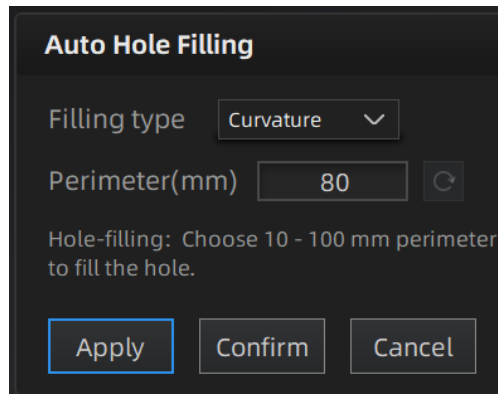 Auto Hole Filling
Filling type Curvature
Perimeter(mm) 80
Hole-filling: Choose 10 - 100 mm perimeter
to fill the hole.
Apply Confirm Cancel